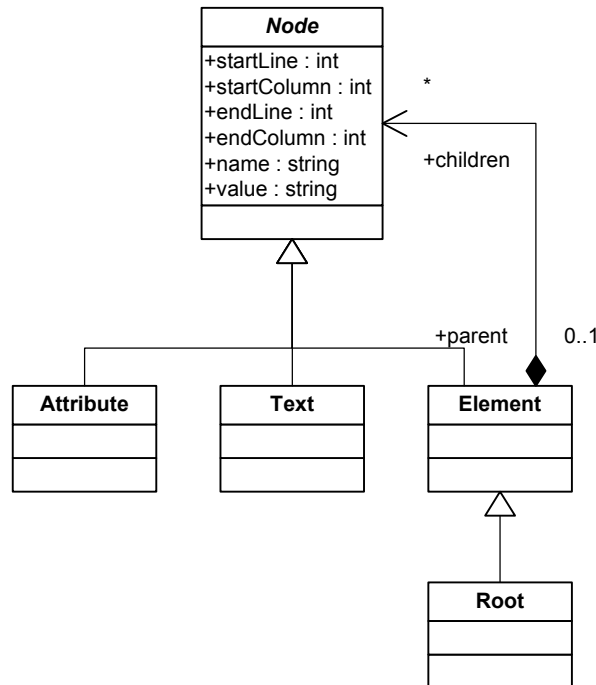 Node
+startLine : int
+startColumn : int
+endLine : int
+endColumn : int
+name : string
+value : string
*
+children
+parent
0..1
Attribute
Text
Element
Root